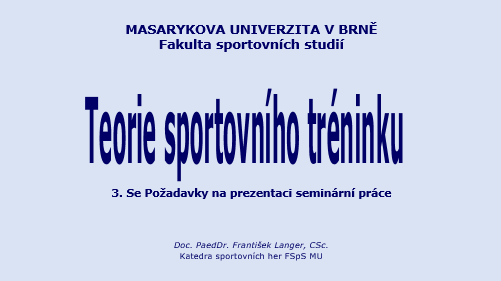 MASARYKOVA UNIVERZITA V BRNĚ
Fakulta sportovních studií
Teorie sportovního tréninku
3. Se Požadavky na prezentaci seminární práce
Doc. PaedDr. František Langer, CSc.
Katedra sportovních her FSpS MU